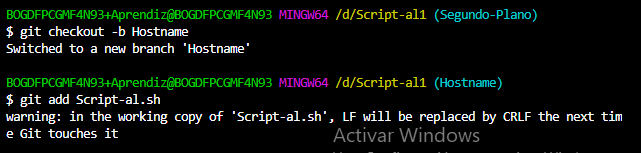 BOGDFPCGMF4N93+Aprendiz@BOGDFPCGMF4N93 MINGW64 /d/Script-al1 (Segundo-Plano)
$ git checkout -b Hostname
Switched to a new branch 'Hostname'
BOGDFPCGMF4N93+Aprendiz@BOGDFPCGMF4N93 MINGW64 /d/Script-al1 (Hostname)
$ git add Script-al.sh
warning: in the working copy of 'Script-al.sh', LF will be replaced by CRLF the next tim
e Git touches it
Activar Windows